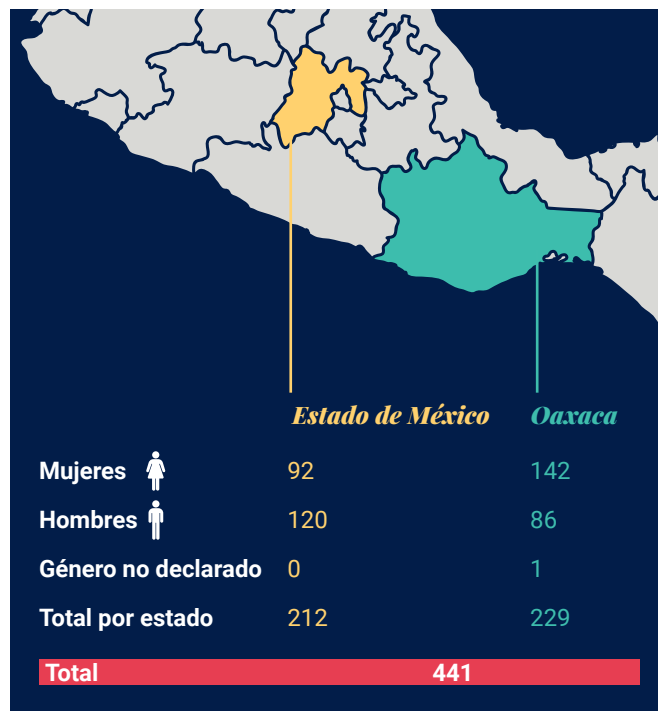 Estado de México Oaxaca
Mujeres 92 142
Hombres 120 86
Género no declarado 0 1
Total por estado 212 229
Total 441